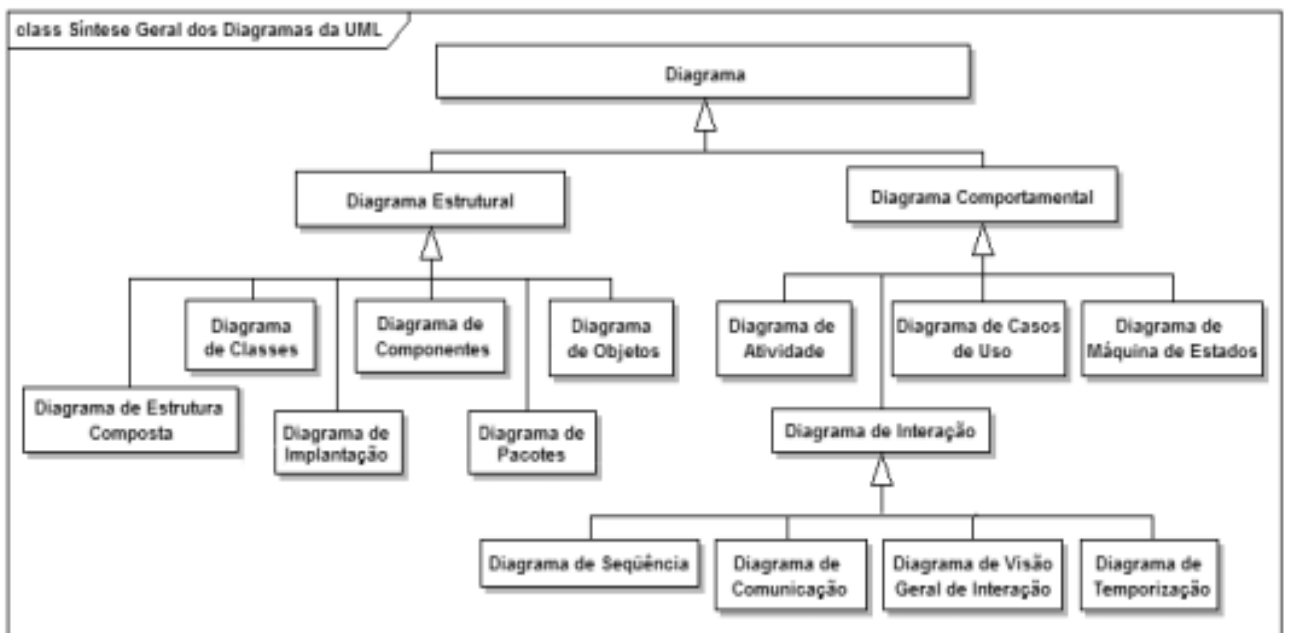 class Síntese Geral dos Diagramas da UML
Diagrama
Diagrama Estrutural
Diagrama Comportamental
Diagrama
de Classes
Diagrama de
Componentes
Diagrama
de Objetos
Diagrama de Estrutura
Composta
Diagrama de
Implantação
Diagrama de
Pacotes
Diagrama de
Atividade
Diagrama de Casos
de Uso
Diagrama de
Máquina de Estados
Diagrama de Interação
Diagrama de Seqüência
Diagrama de
Comunicação
Diagrama de Visão
Geral de Interação
Diagrama de
Temporização